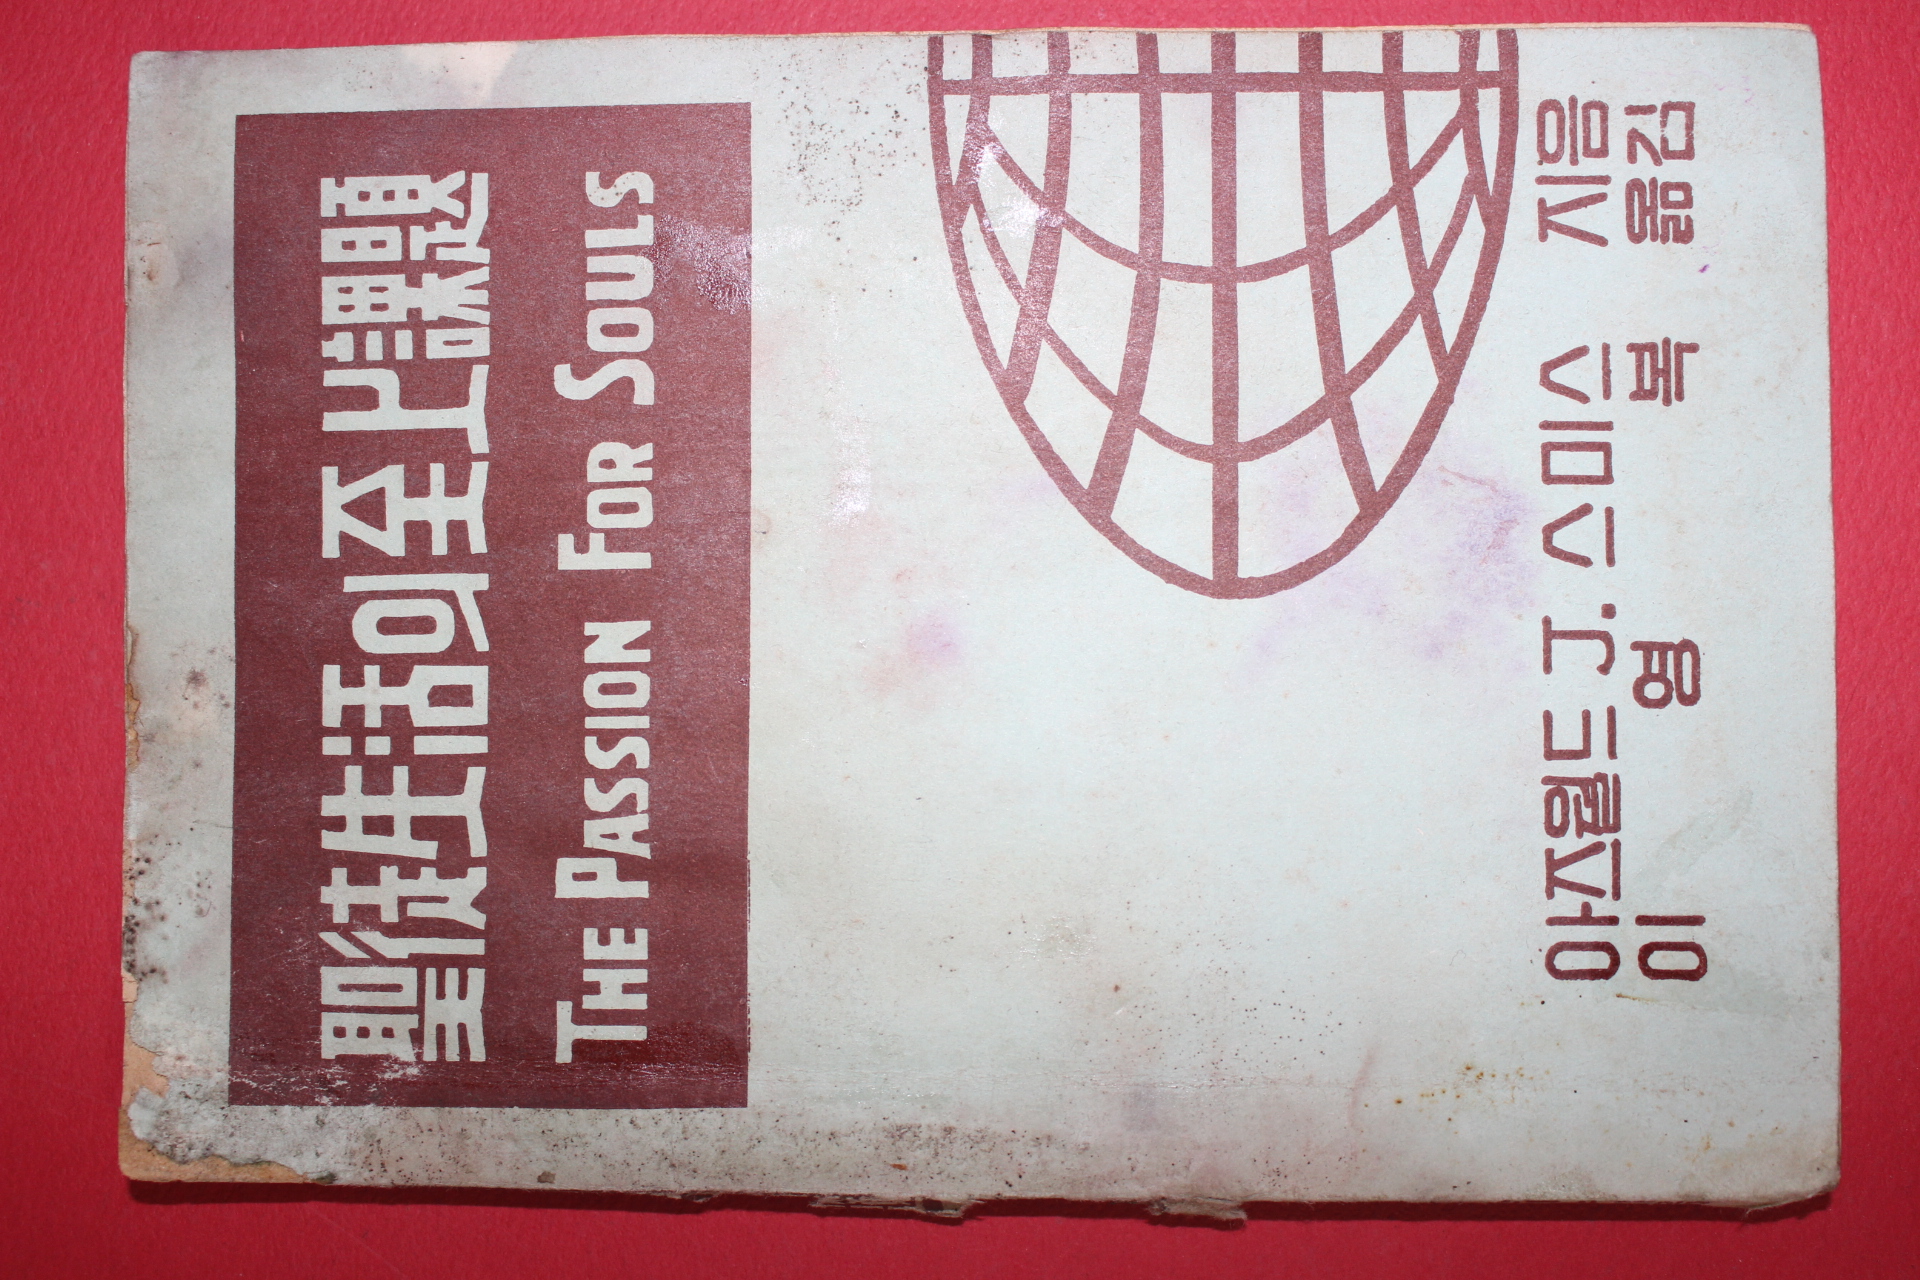 聖徒生活의 至上課題
THE PASSION FOR SOULS
아즈월드 J. 스미스 지음
이 영 복 옮김